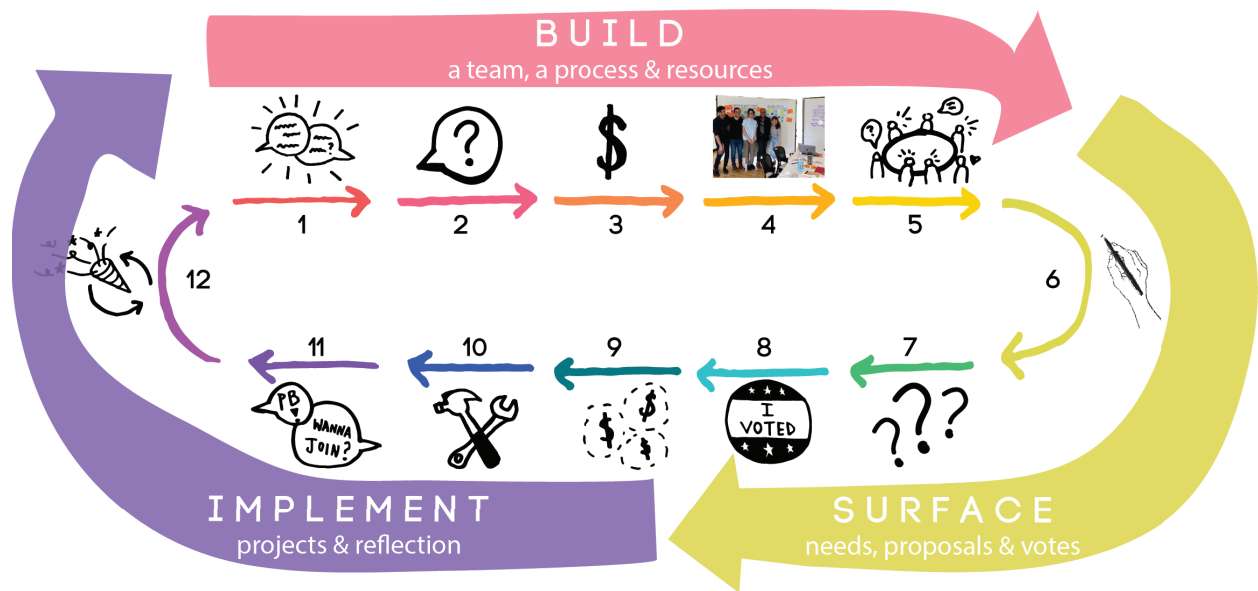 BUILD
a team, a process & resources
$
?
1
2
3
4
5
6
12
11
10
9
8
7
PB
WANNA
JOIN?
$
$
$
I
VOTED
???
IMPLEMENT
projects & reflection
SURFACE
needs, proposals & votes